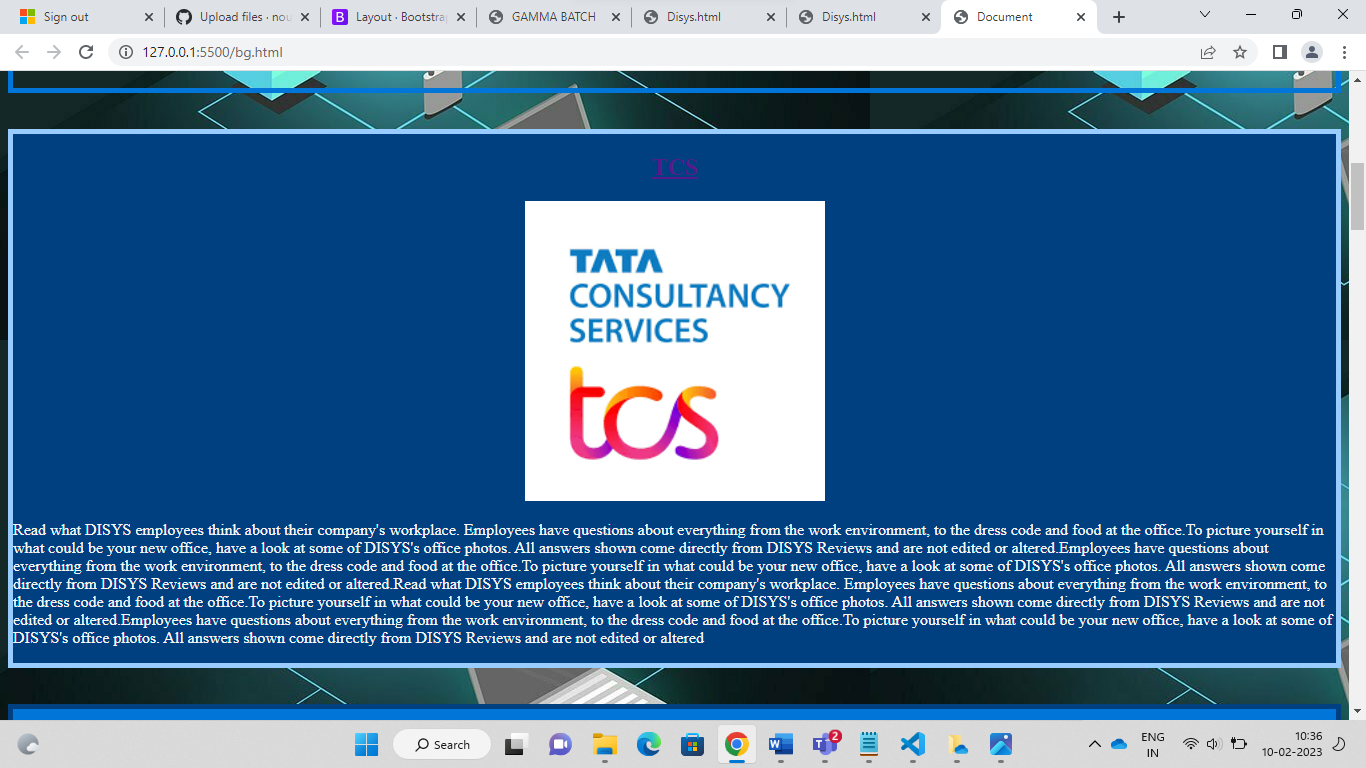 Sign out
Upload files · nou
Layout · Bootstrap
GAMMA BATCH
Disys.html
Disys.html
Document
127.0.0.1:5500/bg.html
TCS
TATA
CONSULTANCY
SERVICES
tcs
Read what DISYS employees think about their company's workplace. Employees have questions about everything from the work environment, to the dress code and food at the office.To picture yourself in
what could be your new office, have a look at some of DISYS's office photos. All answers shown come directly from DISYS Reviews and are not edited or altered.Employees have questions about
everything from the work environment, to the dress code and food at the office.To picture yourself in what could be your new office, have a look at some of DISYS's office photos. All answers shown come
directly from DISYS Reviews and are not edited or altered.Read what DISYS employees think about their company's workplace. Employees have questions about everything from the work environment, to
the dress code and food at the office.To picture yourself in what could be your new office, have a look at some of DISYS's office photos. All answers shown come directly from DISYS Reviews and are not
edited or altered.Employees have questions about everything from the work environment, to the dress code and food at the office.To picture yourself in what could be your new office, have a look at some of
DISYS's office photos. All answers shown come directly from DISYS Reviews and are not edited or altered
Search
2
ENG
IN
10:36
10-02-2023